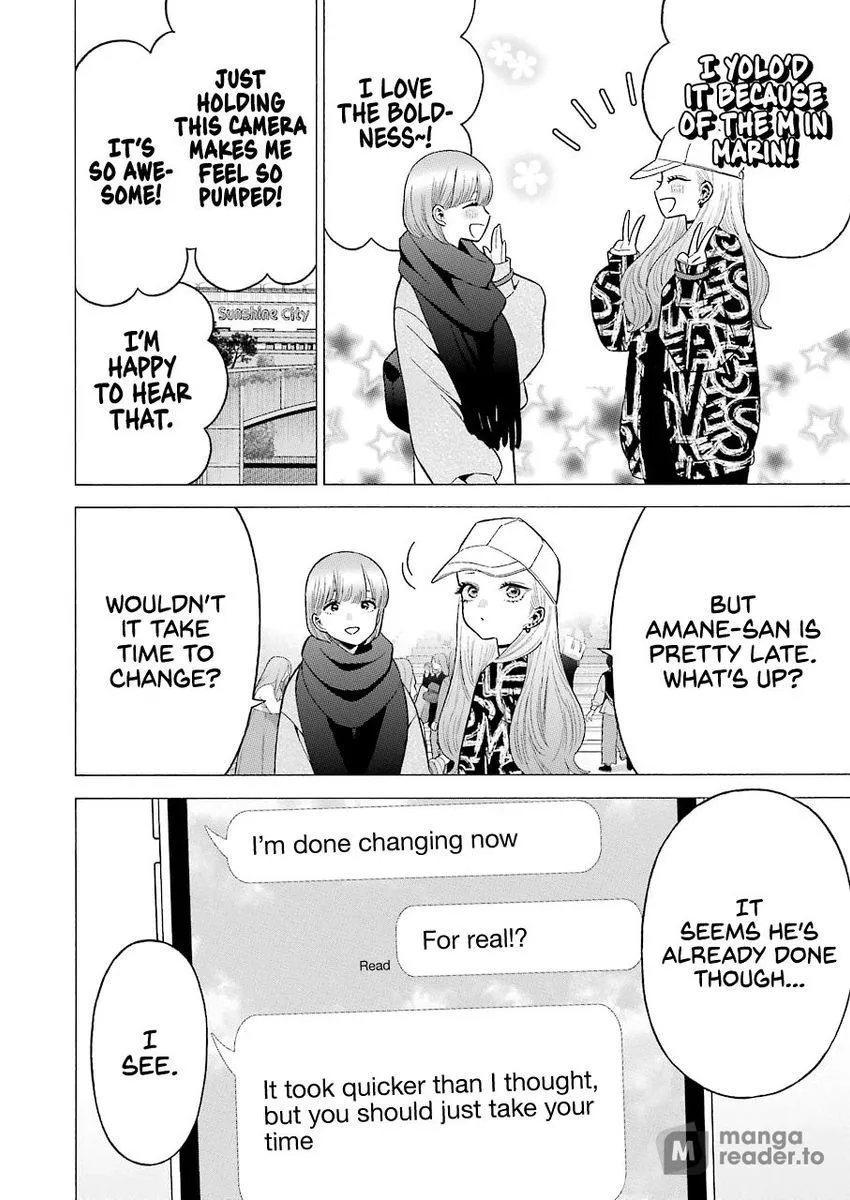 I YOLO'D
IT BECAUSE
OF THE M IN
MARIN!
I LOVE
THE BOLD-
NESS~!
JUST
HOLDING
THIS CAMERA
MAKES ME
FEEL SO
PUMPED!
IT'S
SO AWE-
SOME!
Sunshine City
I'M
HAPPY
TO HEAR
THAT.
BUT
AMANE-SAN IS
PRETTY LATE.
WHAT'S UP?
WOULDN'T
IT TAKE
TIME TO
CHANGE?
IT
SEEMS HE'S
ALREADY DONE
THOUGH...
I'm done changing now
For real!?
Read
It took quicker than I thought,
but you should just take your
time
I
SEE.
M manga
reader.to